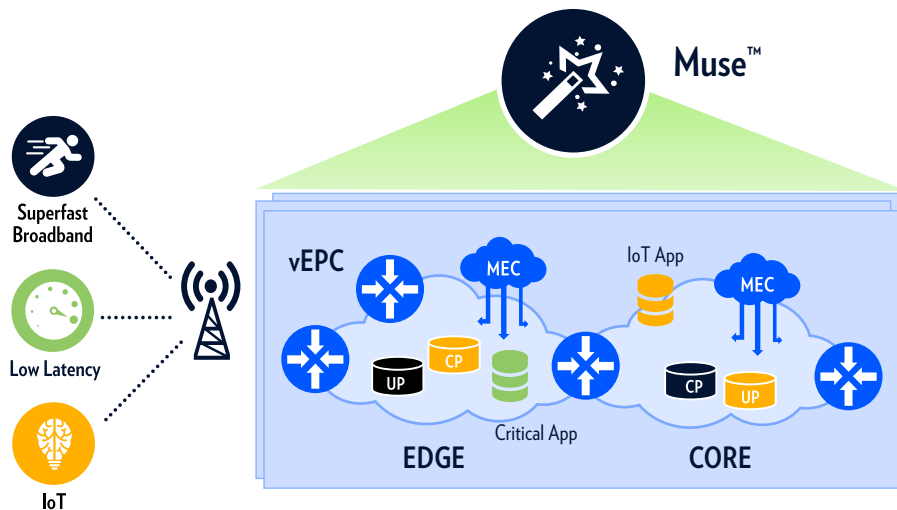 Muse™
Superfast
Broadband
Low Latency
IoT
vEPC
MEC
IoT App
MEC
UP
CP
CP
UP
Critical App
EDGE
CORE